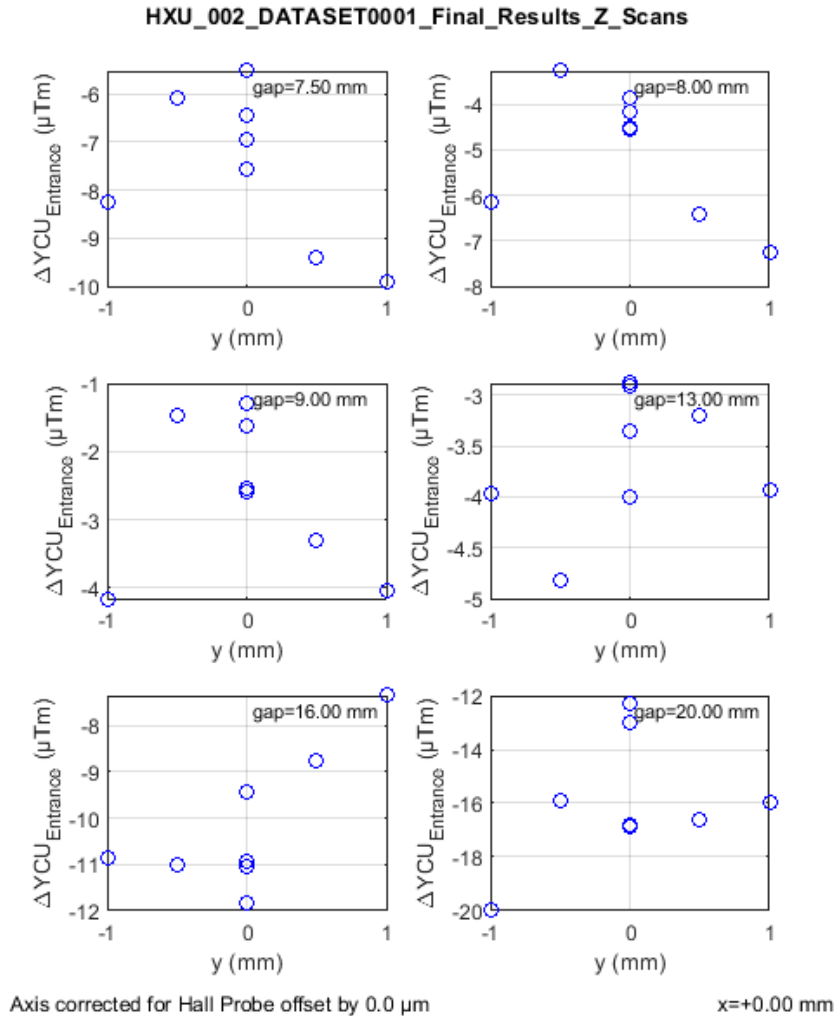 HXU_002_DATASET0001_Final_Results_Z_Scans
gap=7.50 mm
-6
-7
-8
-9
-10
ΔYCU_Entrance (µTm)
-1 0 1
y (mm)
gap=8.00 mm
-4
-5
-6
-7
-8
ΔYCU_Entrance (µTm)
-1 0 1
y (mm)
gap=9.00 mm
-1
-2
-3
-4
ΔYCU_Entrance (µTm)
-1 0 1
y (mm)
gap=13.00 mm
-3
-3.5
-4
-4.5
-5
ΔYCU_Entrance (µTm)
-1 0 1
y (mm)
gap=16.00 mm
-8
-9
-10
-11
-12
ΔYCU_Entrance (µTm)
-1 0 1
y (mm)
gap=20.00 mm
-12
-14
-16
-18
-20
ΔYCU_Entrance (µTm)
-1 0 1
y (mm)
Axis corrected for Hall Probe offset by 0.0 µm
x=+0.00 mm